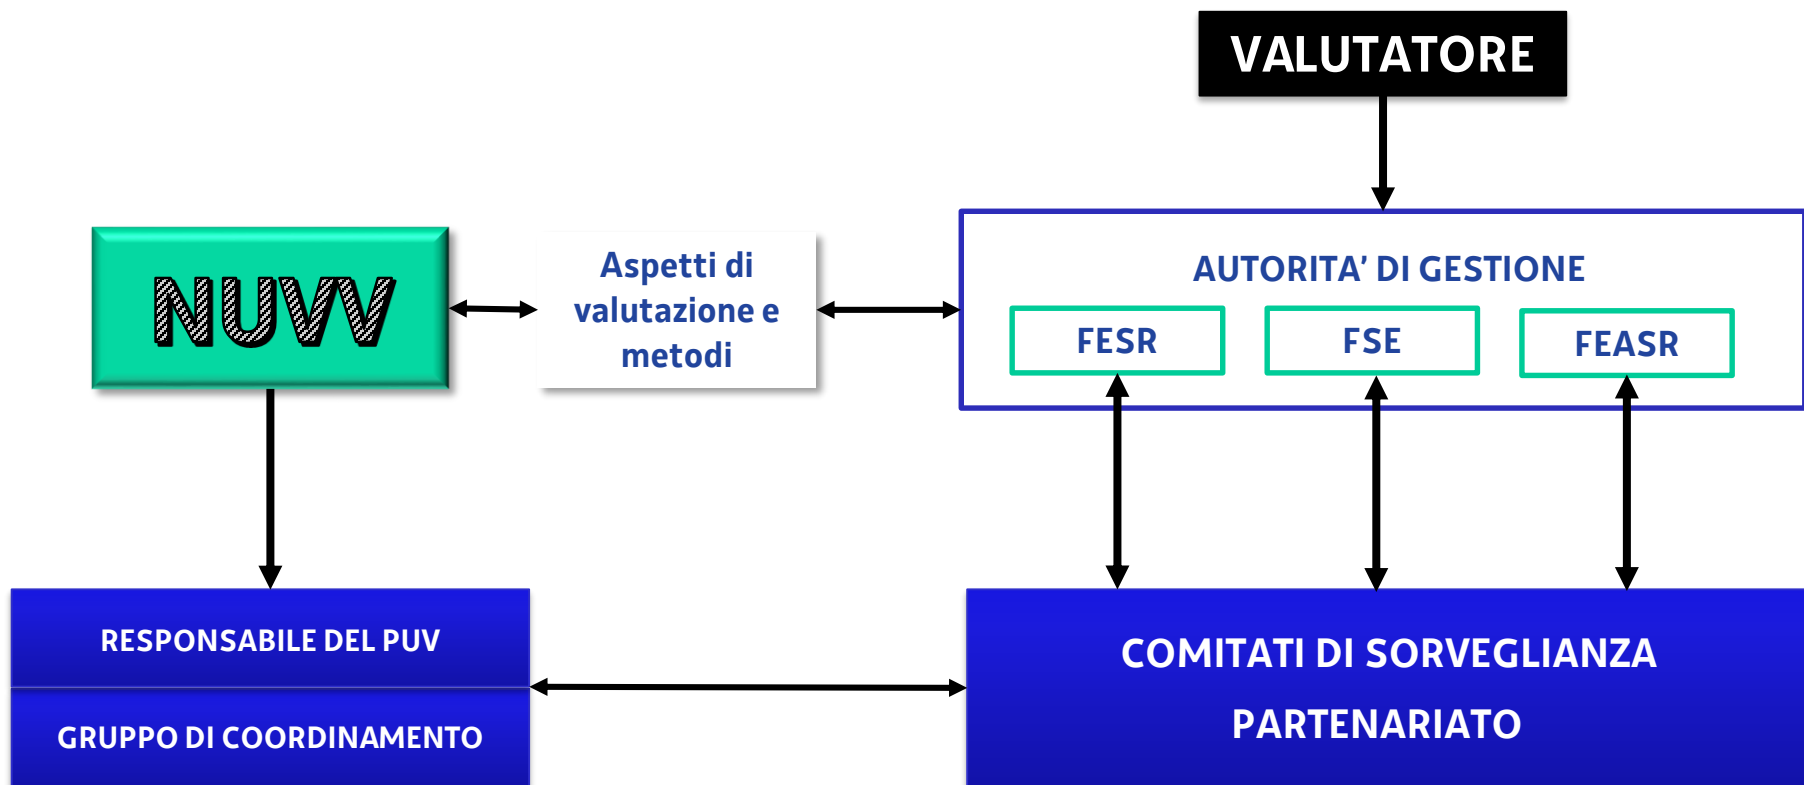 VALUTATORE
NUVV
Aspetti di
valutazione e
metodi
AUTORITA’ DI GESTIONE
FESR
FSE
FEASR
RESPONSABILE DEL PUV
GRUPPO DI COORDINAMENTO
COMITATI DI SORVEGLIANZA
PARTENARIATO